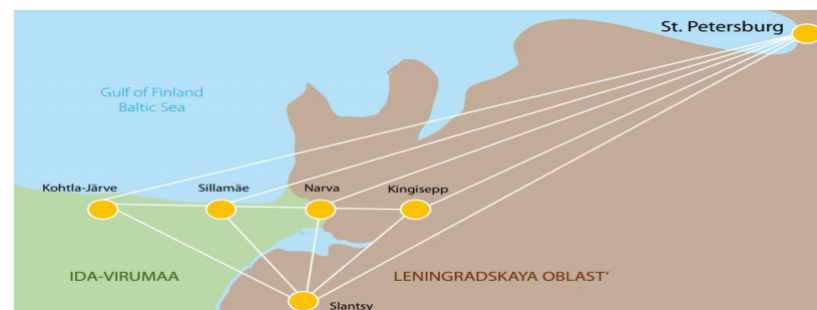 St. Petersburg
Gulf of Finland
Baltic Sea
Kohtla-Järve
Sillamäe
Narva
Kingisepp
IDA-VIRUMAA
LENINGRADSKAYA OBLAST'
Slantsy